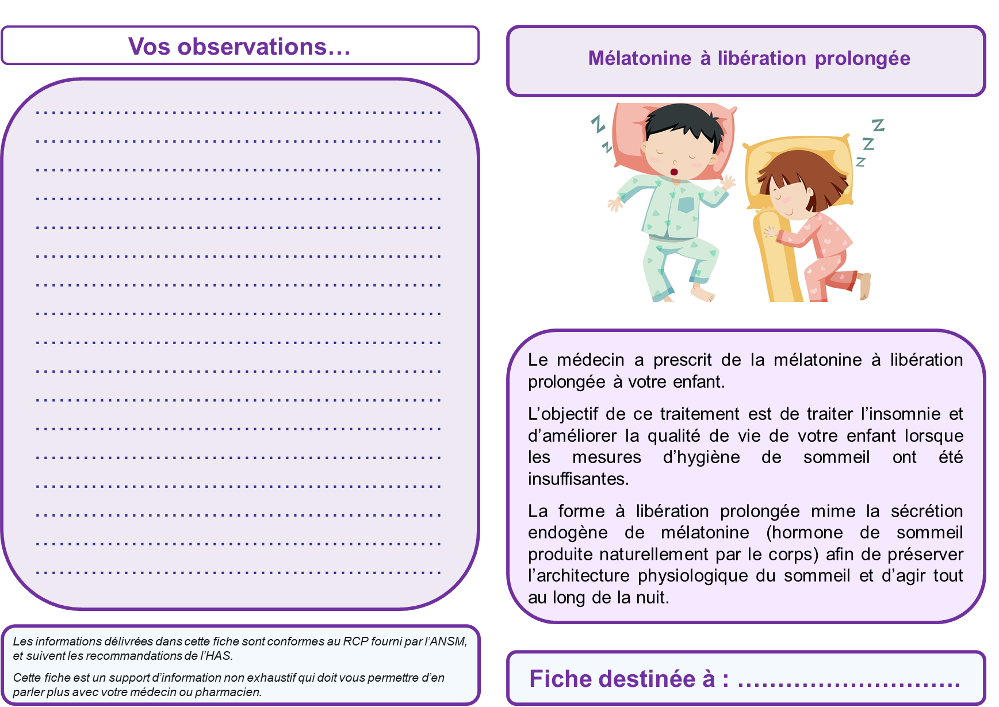 Vos observations…
Les informations délivrées dans cette fiche sont conformes au RCP fourni par l’ANSM,
et suivent les recommandations de l’HAS.
Cette fiche est un support d’information non exhaustif qui doit vous permettre d’en
parler plus avec votre médecin ou pharmacien.
Mélatonine à libération prolongée
Z
Z
Z
Z
Z
Le médecin a prescrit de la mélatonine à libération
prolongée à votre enfant.
L’objectif de ce traitement est de traiter l’insomnie et
d’améliorer la qualité de vie de votre enfant lorsque
les mesures d’hygiène de sommeil ont été
insuffisantes.
La forme à libération prolongée mime la sécrétion
endogène de mélatonine (hormone de sommeil
produite naturellement par le corps) afin de préserver
l’architecture physiologique du sommeil et d’agir tout
au long de la nuit.
Fiche destinée à : ……………………….